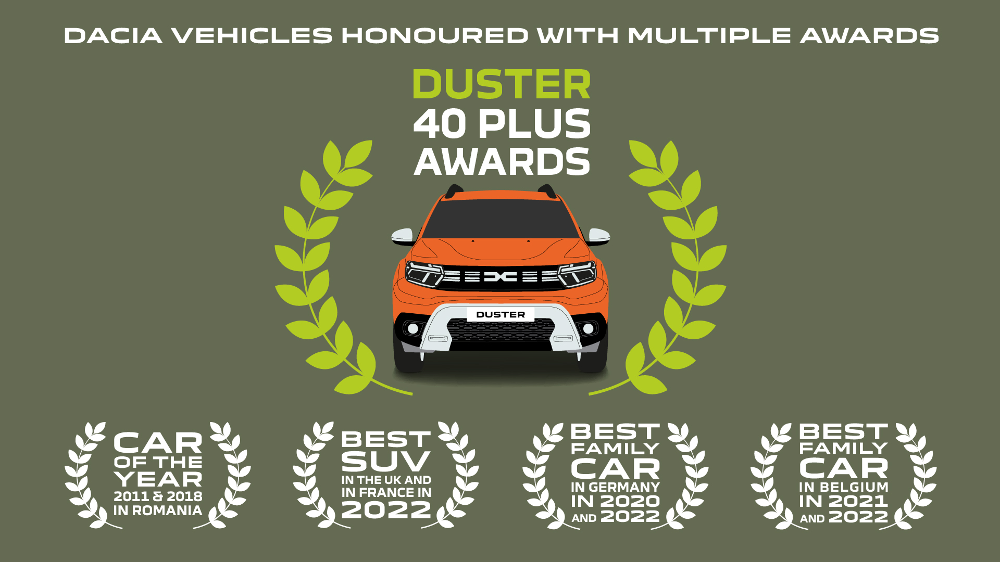 DACIA VEHICLES HONOURED WITH MULTIPLE AWARDS
DUSTER
40 PLUS
AWARDS
DUSTER
CAR
OF THE
YEAR
2011 & 2018
IN ROMANIA
BEST
SUV
IN THE UK AND
IN FRANCE IN
2022
BEST
FAMILY
CAR
IN GERMANY
IN 2020
AND 2022
BEST
FAMILY
CAR
IN BELGIUM
IN 2021
AND 2022